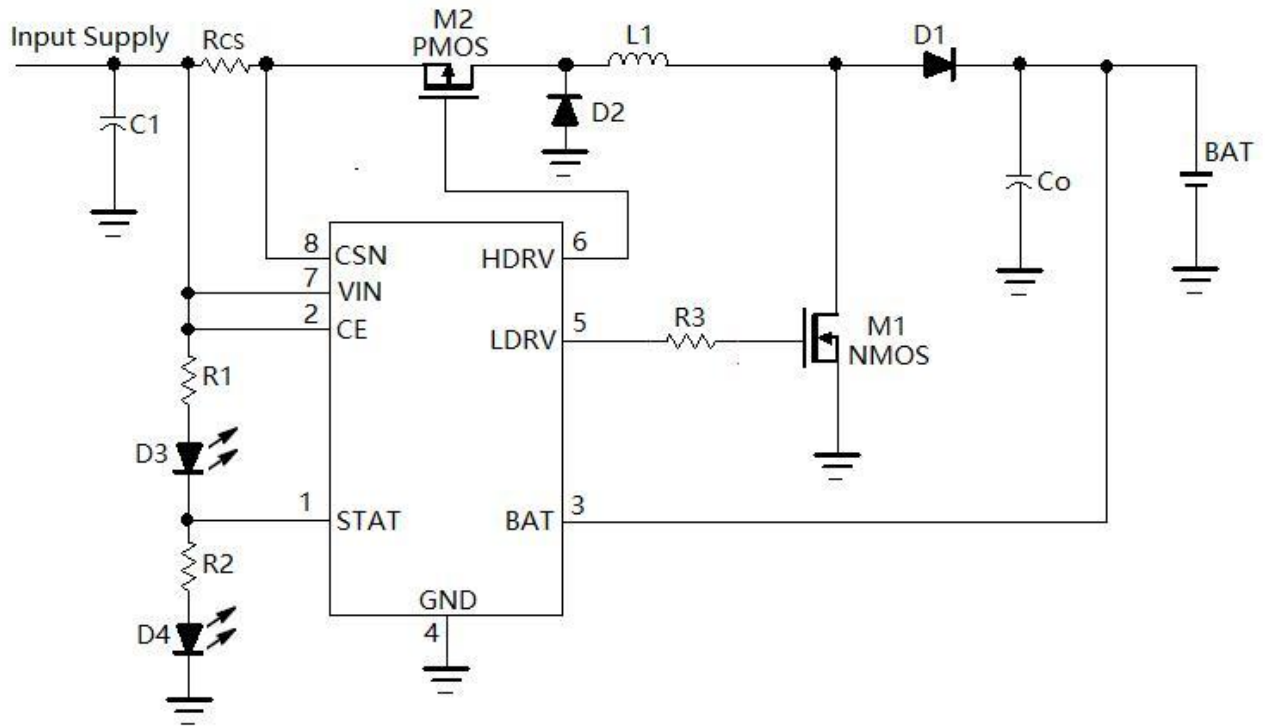 Input Supply
RCS
M2
PMOS
L1
D1
C1
D2
Co
BAT
8
CSN
HDRV
6
7
VIN
2
CE
LDRV
5
R3
M1
NMOS
R1
D3
1
STAT
BAT
3
R2
GND
4
D4